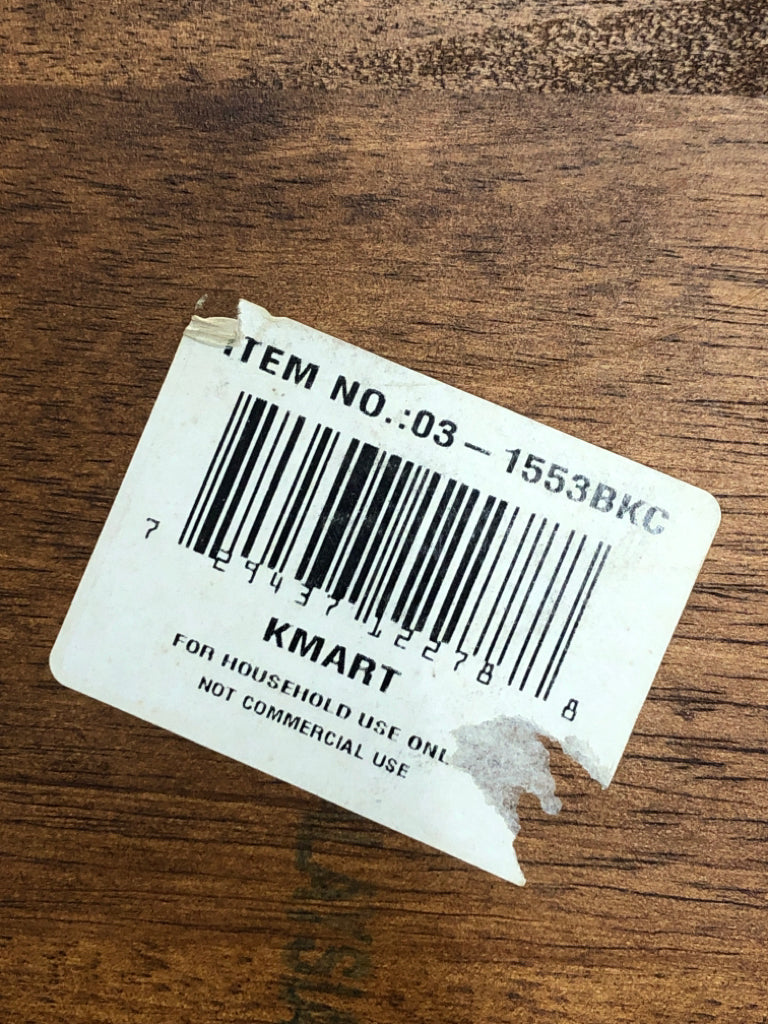 ITEM NO.:03-1553BKC
7 29437 12278 8
KMART
FOR HOUSEHOLD USE ONL
NOT COMMERCIAL USE